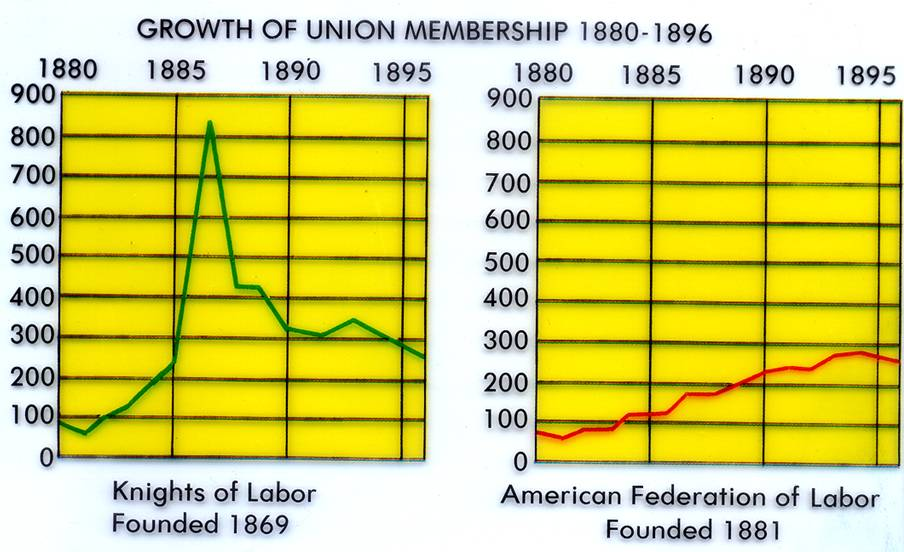 GROWTH OF UNION MEMBERSHIP 1880-1896
1880 1885 1890 1895
900
800
700
600
500
400
300
200
100
0
Knights of Labor
Founded 1869
1880 1885 1890 1895
900
800
700
600
500
400
300
200
100
0
American Federation of Labor
Founded 1881